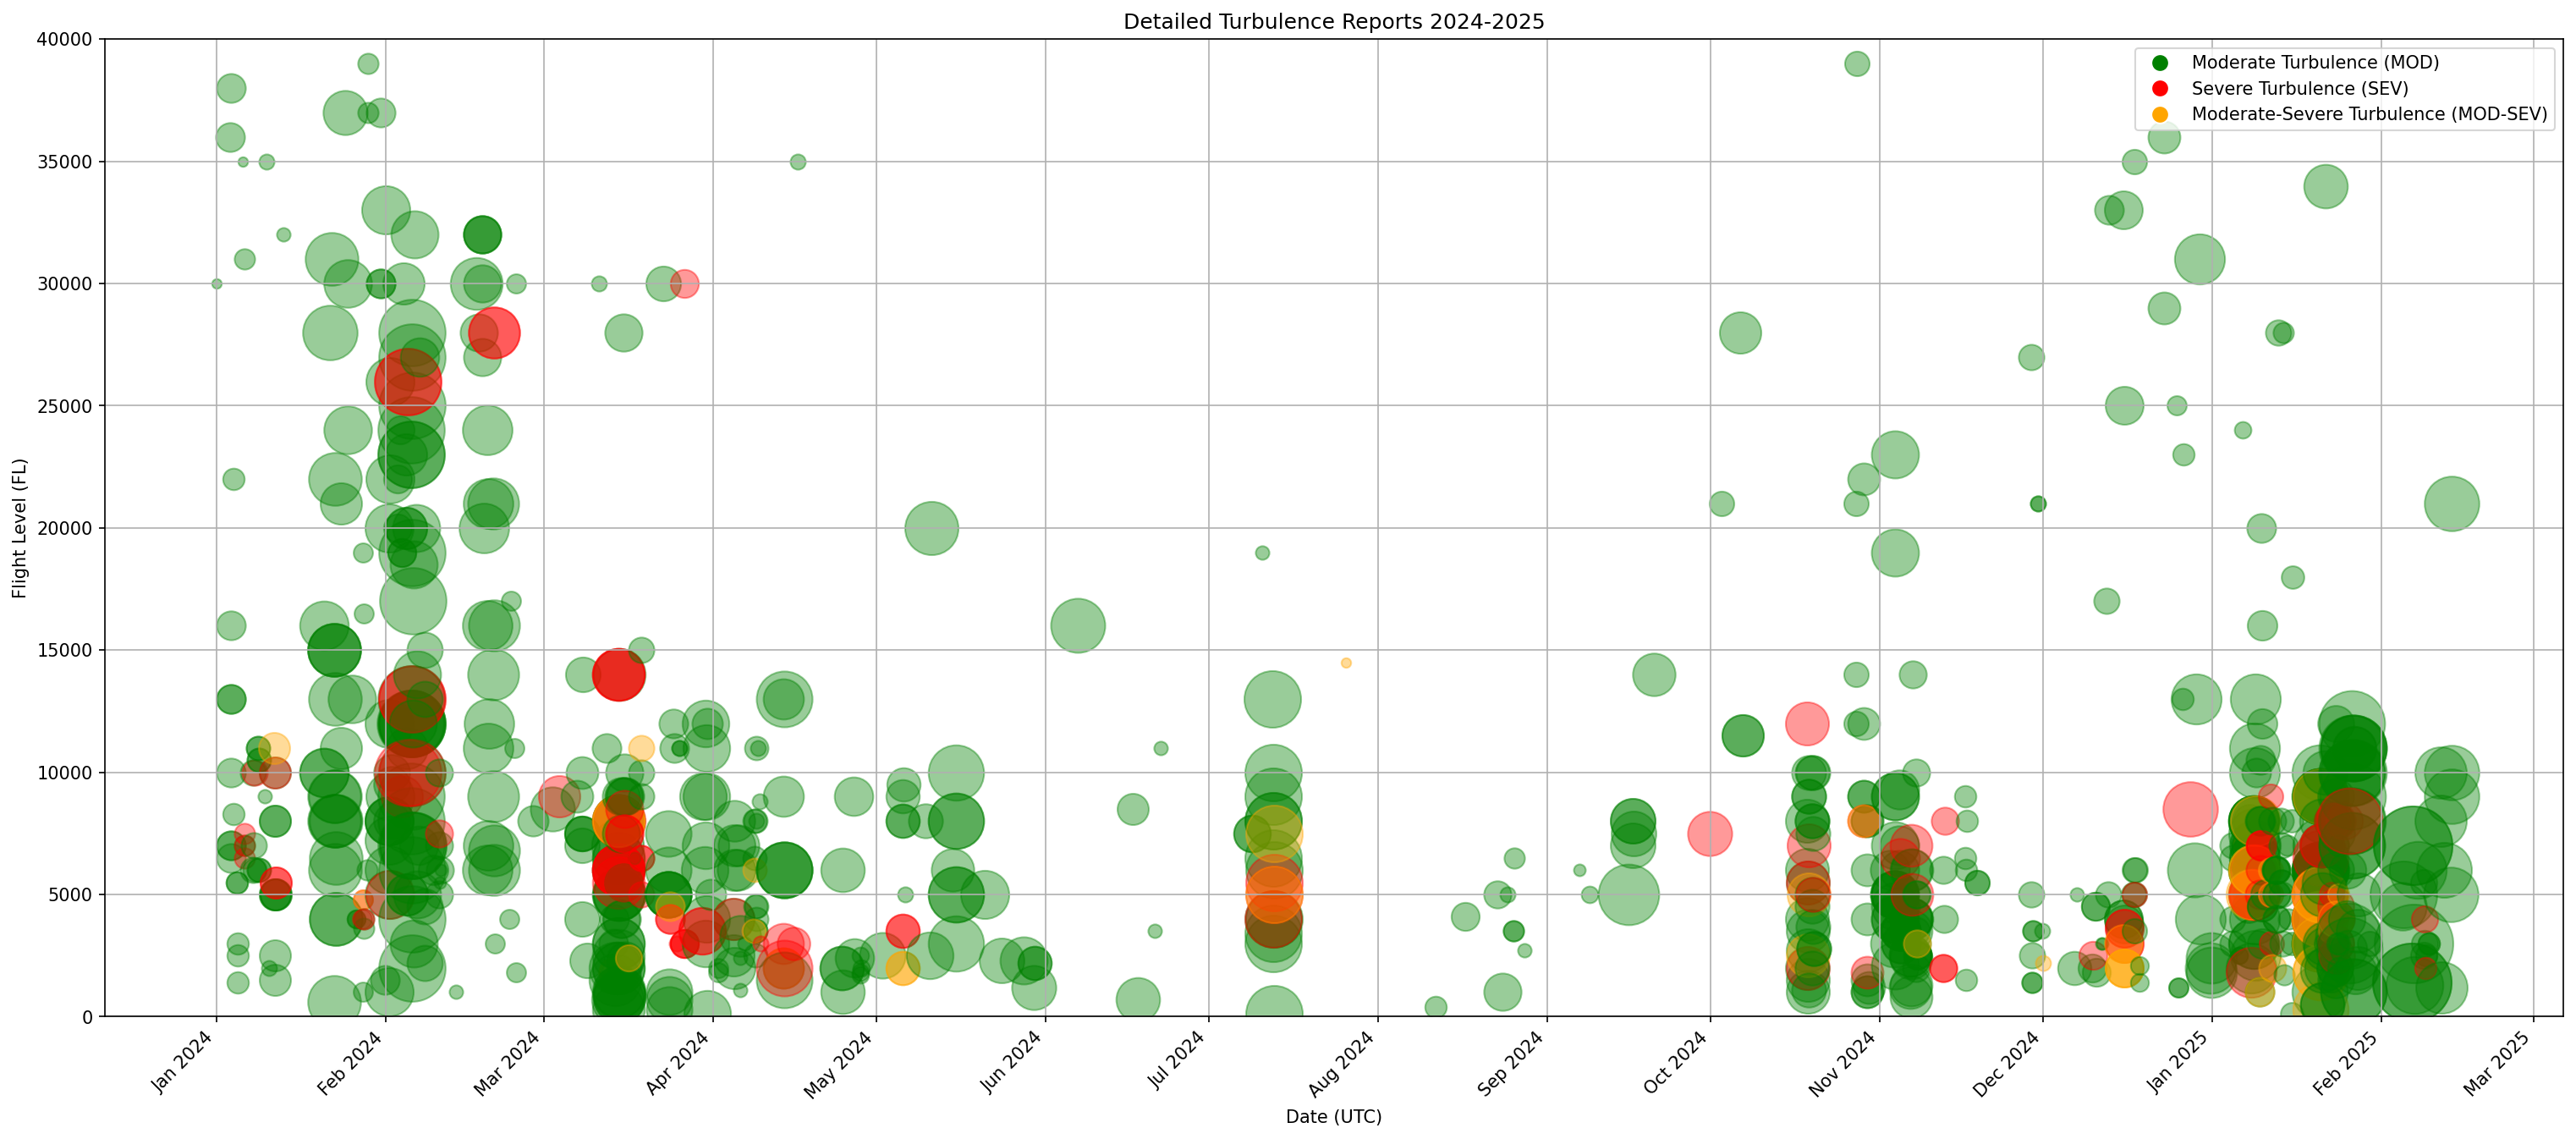 Detailed Turbulence Reports 2024-2025
Moderate Turbulence (MOD)
Severe Turbulence (SEV)
Moderate-Severe Turbulence (MOD-SEV)
Flight Level (FL)
40000
35000
30000
25000
20000
15000
10000
5000
0
Jan 2024
Feb 2024
Mar 2024
Apr 2024
May 2024
Jun 2024
Jul 2024
Aug 2024
Sep 2024
Oct 2024
Nov 2024
Dec 2024
Jan 2025
Feb 2025
Mar 2025
Date (UTC)